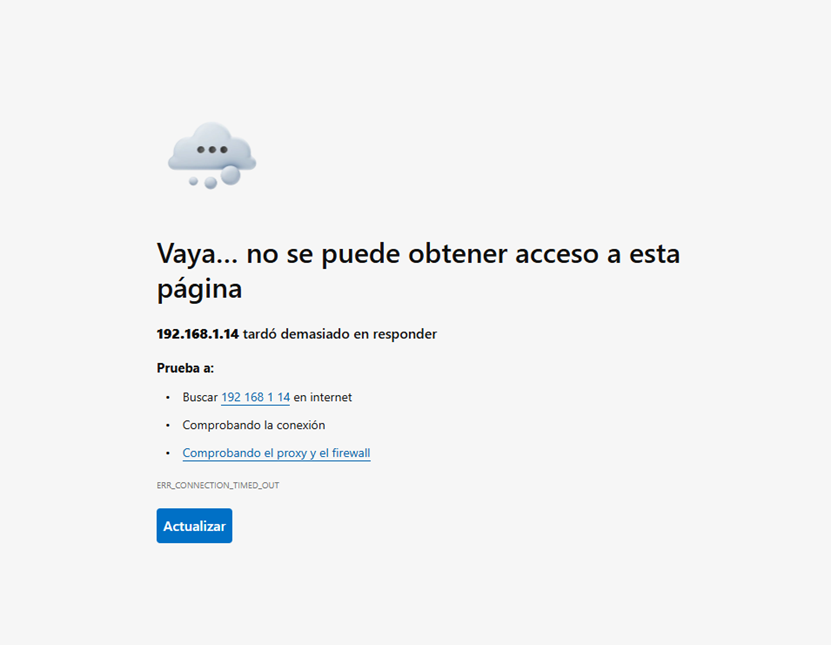 Vaya... no se puede obtener acceso a esta
página
192.168.1.14 tardó demasiado en responder
Prueba a:
• Buscar 192 168 1 14 en internet
• Comprobando la conexión
• Comprobando el proxy y el firewall
ERR_CONNECTION_TIMED_OUT
Actualizar